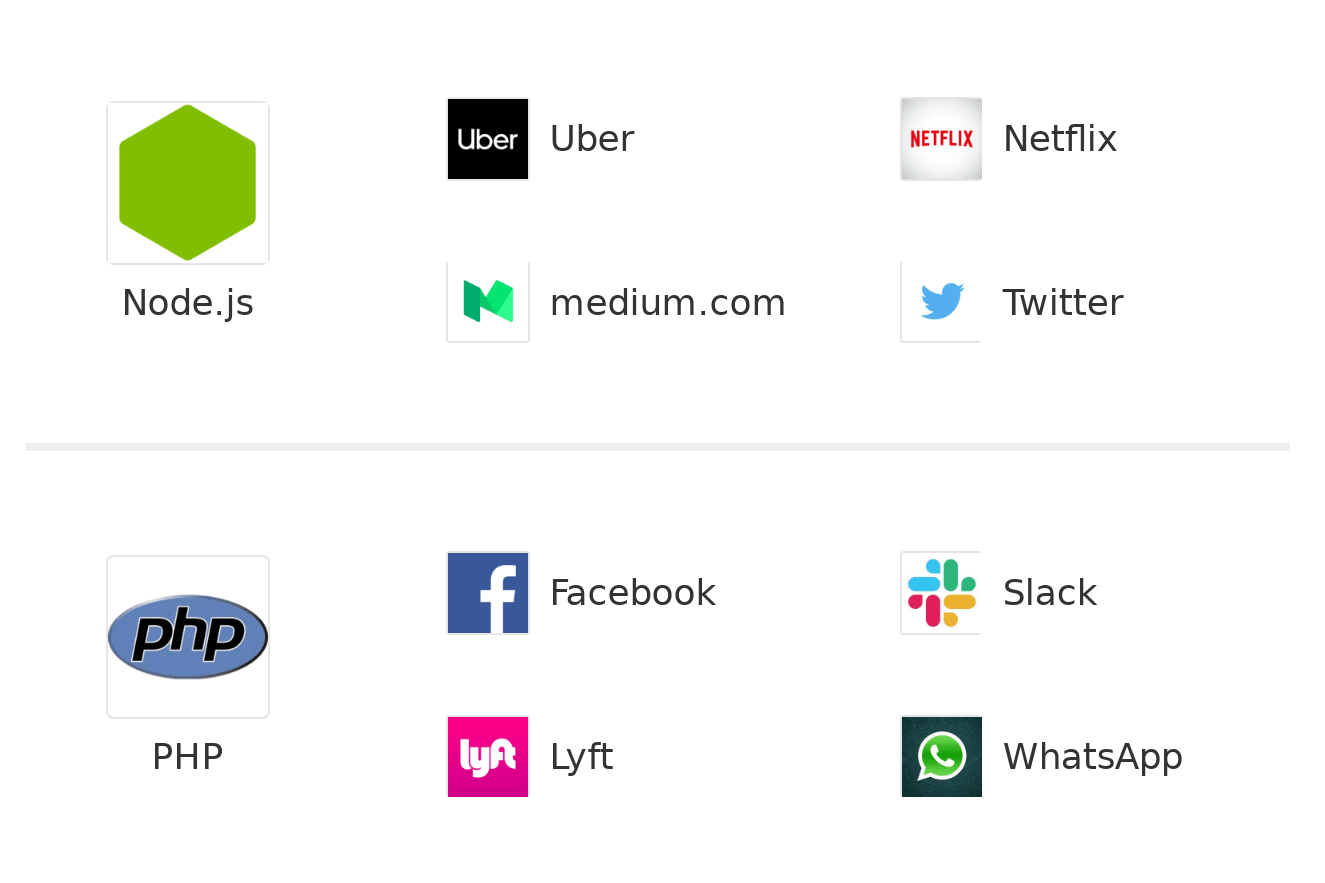 Uber
Uber
NETFLIX
Netflix
Node.js
medium.com
Twitter
php
PHP
Facebook
Slack
lyft
Lyft
WhatsApp